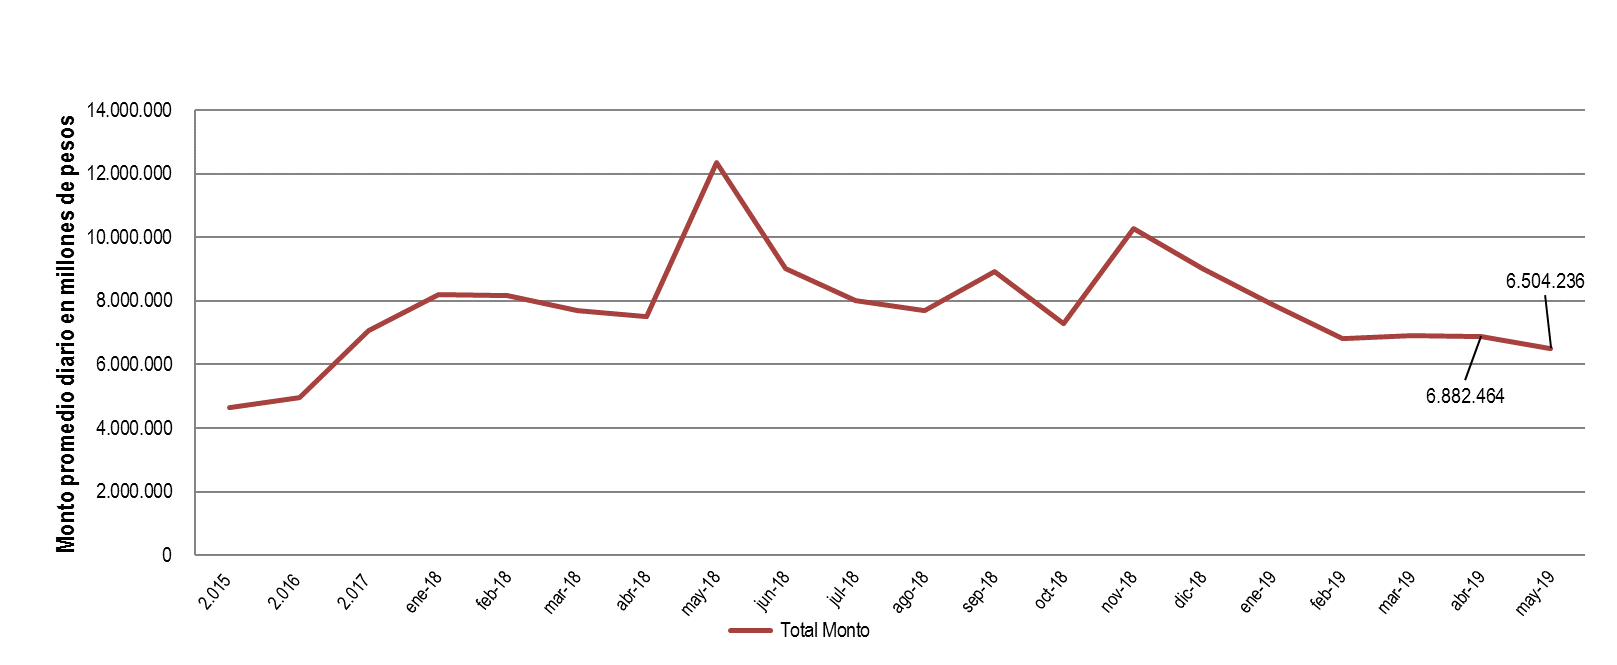 Monto promedio diario en millones de pesos
14.000.000
12.000.000
10.000.000
8.000.000
6.000.000
4.000.000
2.000.000
0
6.504.236
6.882.464
2.015
2.016
2.017
ene-18
feb-18
mar-18
abr-18
may-18
jun-18
jul-18
ago-18
sep-18
oct-18
nov-18
dic-18
ene-19
feb-19
mar-19
abr-19
may-19
Total Monto